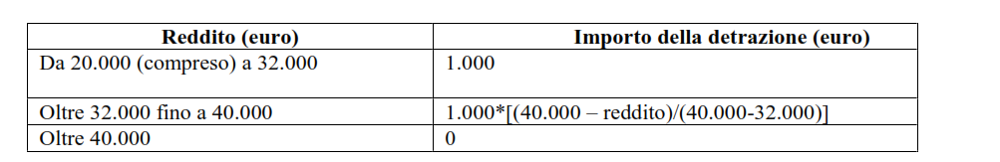 Reddito (euro) Importo della detrazione (euro)
Da 20.000 (compreso) a 32.000 1.000
Oltre 32.000 fino a 40.000 1.000*[(40.000 – reddito)/(40.000-32.000)]
Oltre 40.000 0